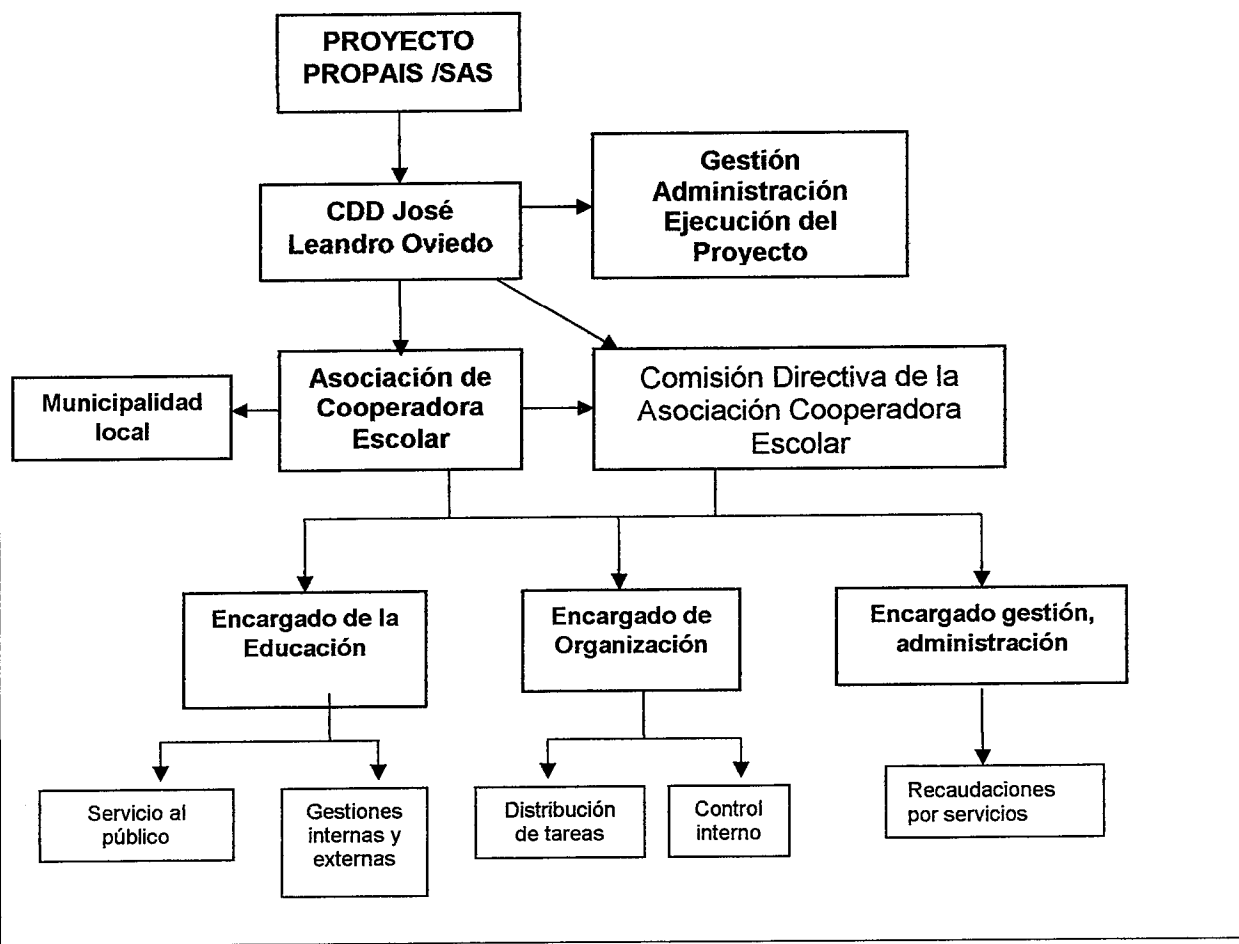 PROYECTO
PROPAIS /SAS
Gestión
Administración
Ejecución del
Proyecto
CDD José
Leandro Oviedo
Asociación de
Cooperadora
Escolar
Comisión Directiva de la
Asociación Cooperadora
Escolar
Municipalidad
local
Encargado de la
Educación
Encargado de
Organización
Encargado gestión,
administración
Servicio al
público
Gestiones
internas y
externas
Distribución
de tareas
Control
interno
Recaudaciones
por servicios